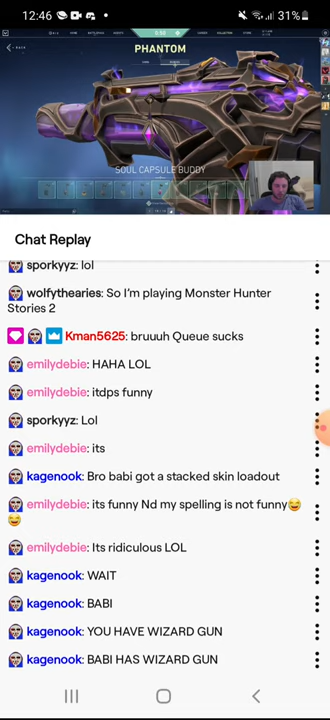 12:46
31%
PHANTOM
0:52
SOUL CAPSULE BUDDY
Chat Replay
sporkyyz: lol
wolfythearies: So I'm playing Monster Hunter
Stories 2
Kman5625: bruuuh Queue sucks
emilydebie: HAHA LOL
emilydebie: itdps funny
sporkyyz: Lol
emilydebie: its
kagenook: Bro babi got a stacked skin loadout
emilydebie: its funny Nd my spelling is not funny😂
😂
emilydebie: Its ridiculous LOL
kagenook: WAIT
kagenook: BABI
kagenook: YOU HAVE WIZARD GUN
kagenook: BABI HAS WIZARD GUN